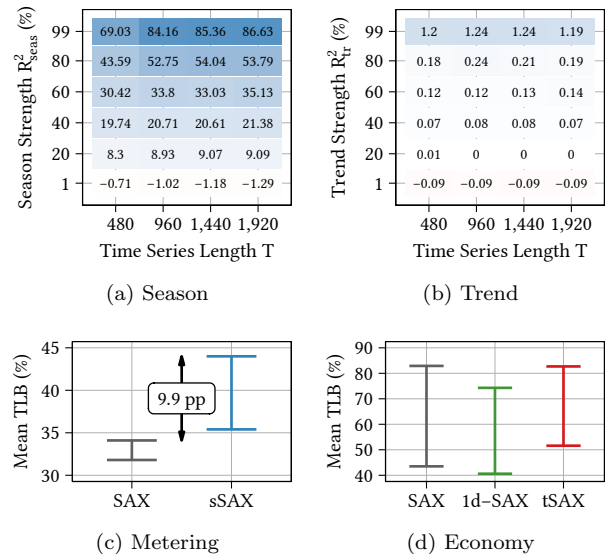 Season Strength R²seas (%)
99 69.03 84.16 85.36 86.63
80 43.59 52.75 54.04 53.79
60 30.42 33.8 33.03 35.13
40 19.74 20.71 20.61 21.38
20 8.3 8.93 9.07 9.09
1 −0.71 −1.02 −1.18 −1.29
480 960 1,440 1,920
Time Series Length T
(a) Season
Trend Strength R²tr (%)
99 1.2 1.24 1.24 1.19
80 0.18 0.24 0.21 0.19
60 0.12 0.12 0.13 0.14
40 0.07 0.08 0.08 0.07
20 0.01 0 0 0
1 −0.09 −0.09 −0.09 −0.09
480 960 1,440 1,920
Time Series Length T
(b) Trend
Mean TLB (%)
45
40
35
30
9.9 pp
SAX sSAX
(c) Metering
Mean TLB (%)
90
80
70
60
50
40
SAX 1d–SAX tSAX
(d) Economy